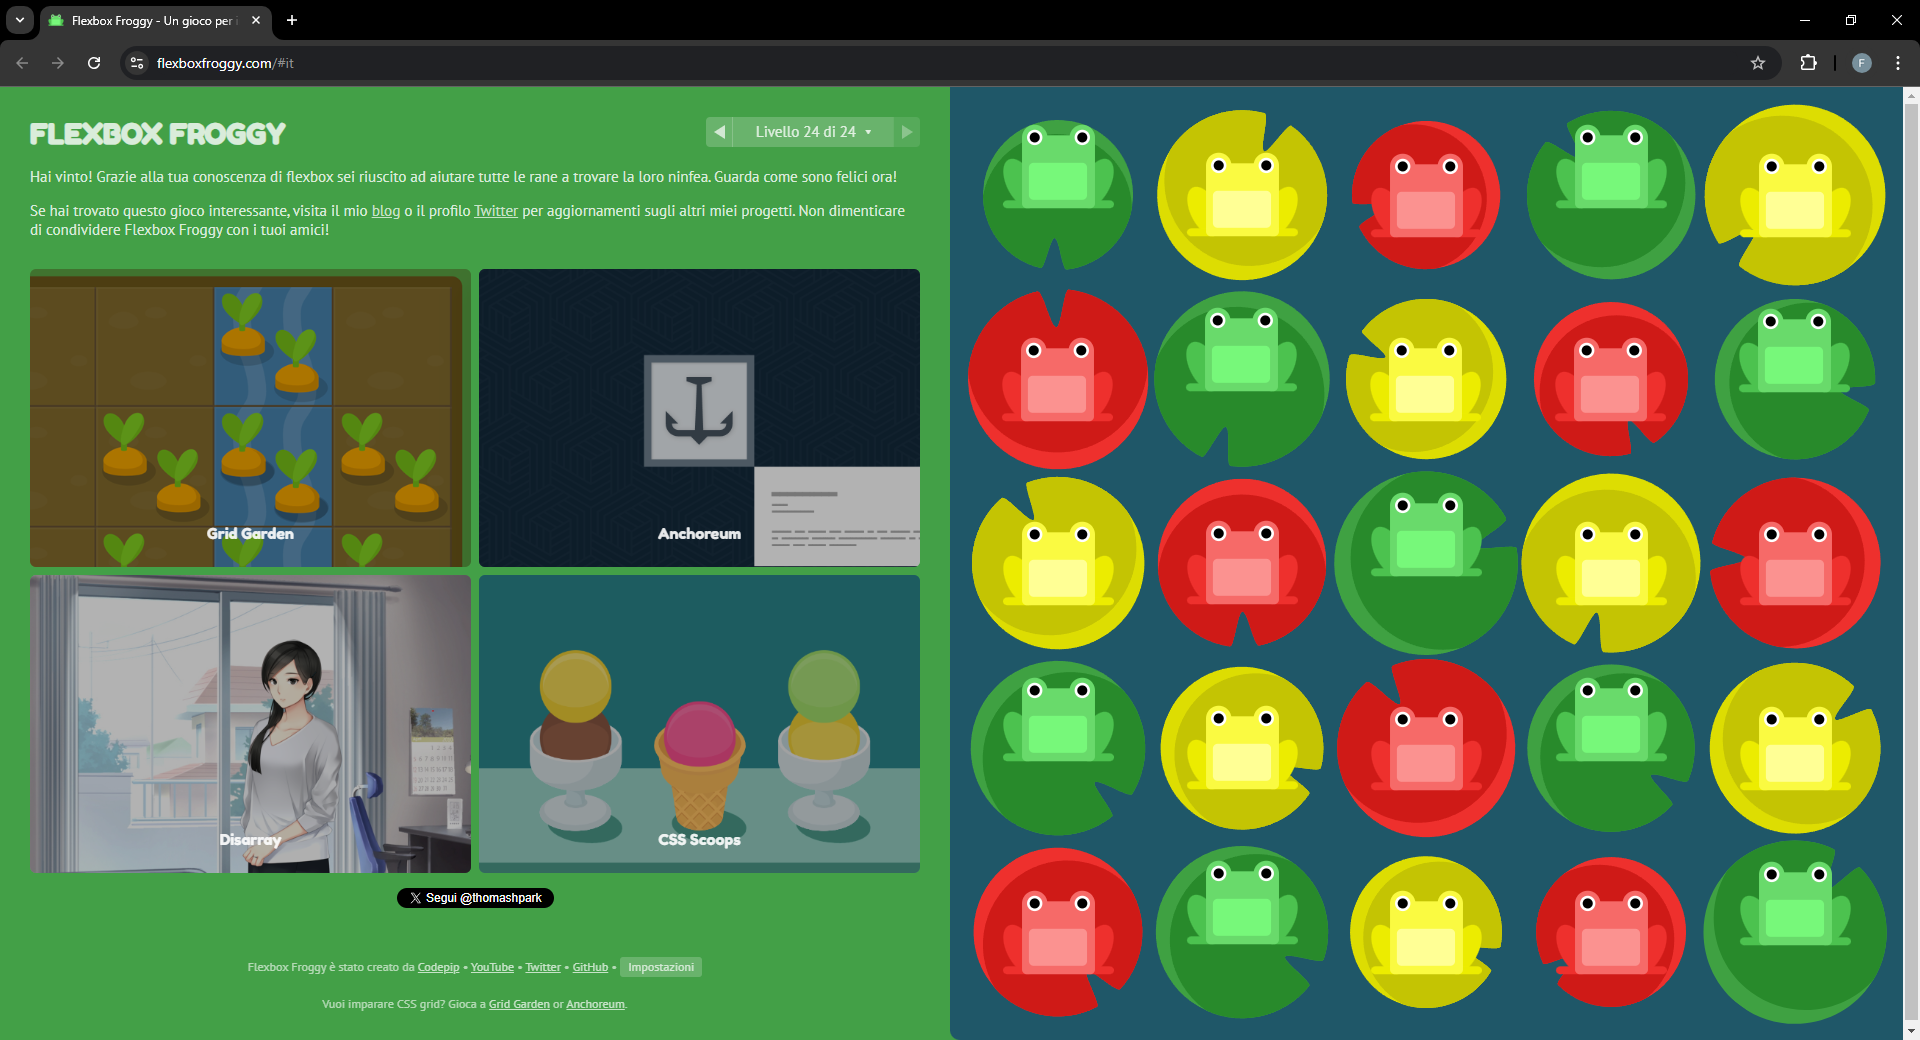 Flexbox Froggy - Un gioco per i
flexboxfroggy.com/#it
F
FLEXBOX FROGGY
Livello 24 di 24
Hai vinto! Grazie alla tua conoscenza di flexbox sei riuscito ad aiutare tutte le rane a trovare la loro ninfea. Guarda come sono felici ora!
Se hai trovato questo gioco interessante, visita il mio blog o il profilo Twitter per aggiornamenti sugli altri miei progetti. Non dimenticare
di condividere Flexbox Froggy con i tuoi amici!
Grid Garden
Anchoreum
Disarray
CSS Scoops
Segui @thomashpark
Flexbox Froggy è stato creato da Codepip • YouTube • Twitter • GitHub • Impostazioni
Vuoi imparare CSS grid? Gioca a Grid Garden or Anchoreum.